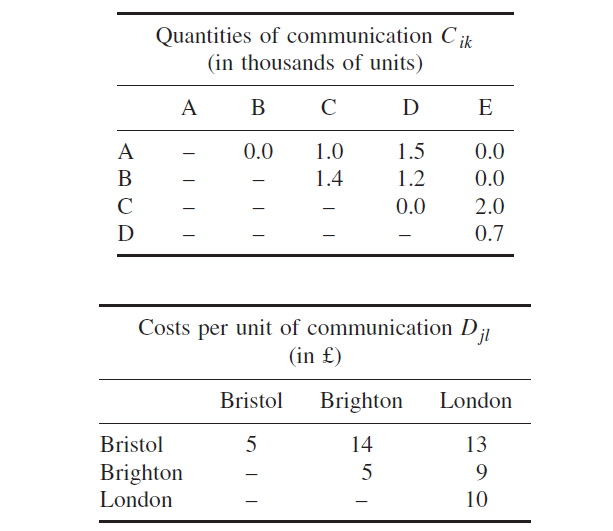 Quantities of communication C ik
(in thousands of units)
A B C D E
A – 0.0 1.0 1.5 0.0
B – – 1.4 1.2 0.0
C – – – 0.0 2.0
D – – – – 0.7
Costs per unit of communication D jl
(in £)
Bristol Brighton London
Bristol 5 14 13
Brighton – 5 9
London – – 10